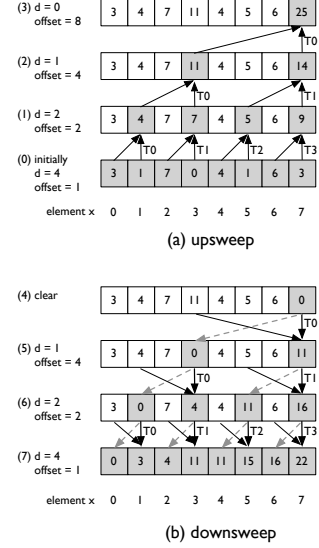 (3) d = 0
offset = 8
3 4 7 11 4 5 6 25
T0
(2) d = 1
offset = 4
3 4 7 11 4 5 6 14
T0 T1
(1) d = 2
offset = 2
3 4 7 7 4 5 6 9
T0 T1 T2 T3
(0) initially
d = 4
offset = 1
3 1 7 0 4 1 6 3
element x 0 1 2 3 4 5 6 7
(a) upsweep
(4) clear
3 4 7 11 4 5 6 0
T0
(5) d = 1
offset = 4
3 4 7 0 4 5 6 11
T0 T1
(6) d = 2
offset = 2
3 0 7 4 4 11 6 16
T0 T1 T2 T3
(7) d = 4
offset = 1
0 3 4 11 11 15 16 22
element x 0 1 2 3 4 5 6 7
(b) downsweep